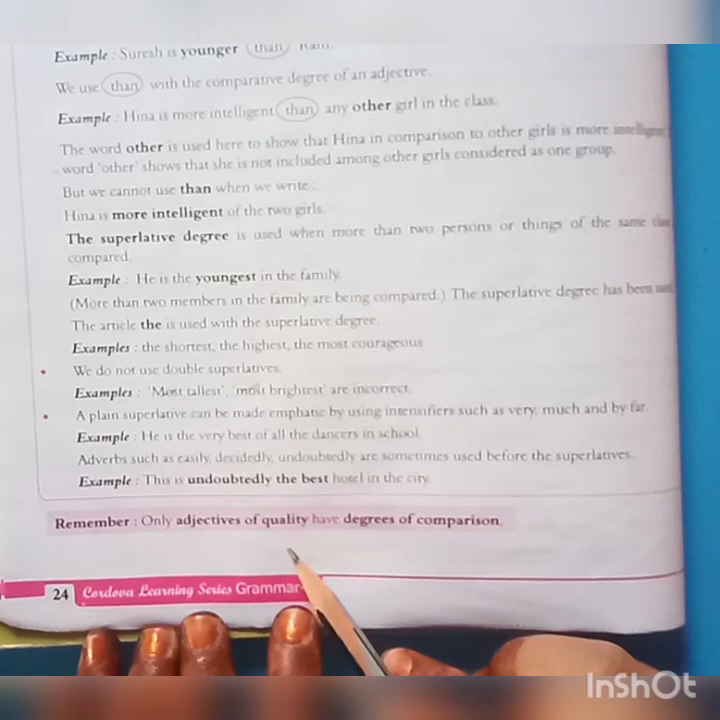 Example : Suresh is younger than Ram.
We use than with the comparative degree of an adjective.
Example : Hina is more intelligent than any other girl in the class.
The word other is used here to show that Hina in comparison to other girls is more intelligent
word 'other' shows that she is not included among other girls considered as one group.
But we cannot use than when we write :
Hina is more intelligent of the two girls.
The superlative degree is used when more than two persons or things of the same
compared.
Example : He is the youngest in the family.
(More than two members in the family are being compared.) The superlative degree has been
The article the is used with the superlative degree.
Examples : the shortest, the highest, the most courageous
• We do not use double superlatives.
Examples : 'Most tallest', 'most brightest' are incorrect.
• A plain superlative can be made emphatic by using intensifiers such as very, much and by far.
Example : He is the very best of all the dancers in school.
Adverbs such as easily, decidedly, undoubtedly are sometimes used before the superlatives.
Example : This is undoubtedly the best hotel in the city.
Remember : Only adjectives of quality have degrees of comparison.
24 Cordova Learning Series Grammar
InShOt